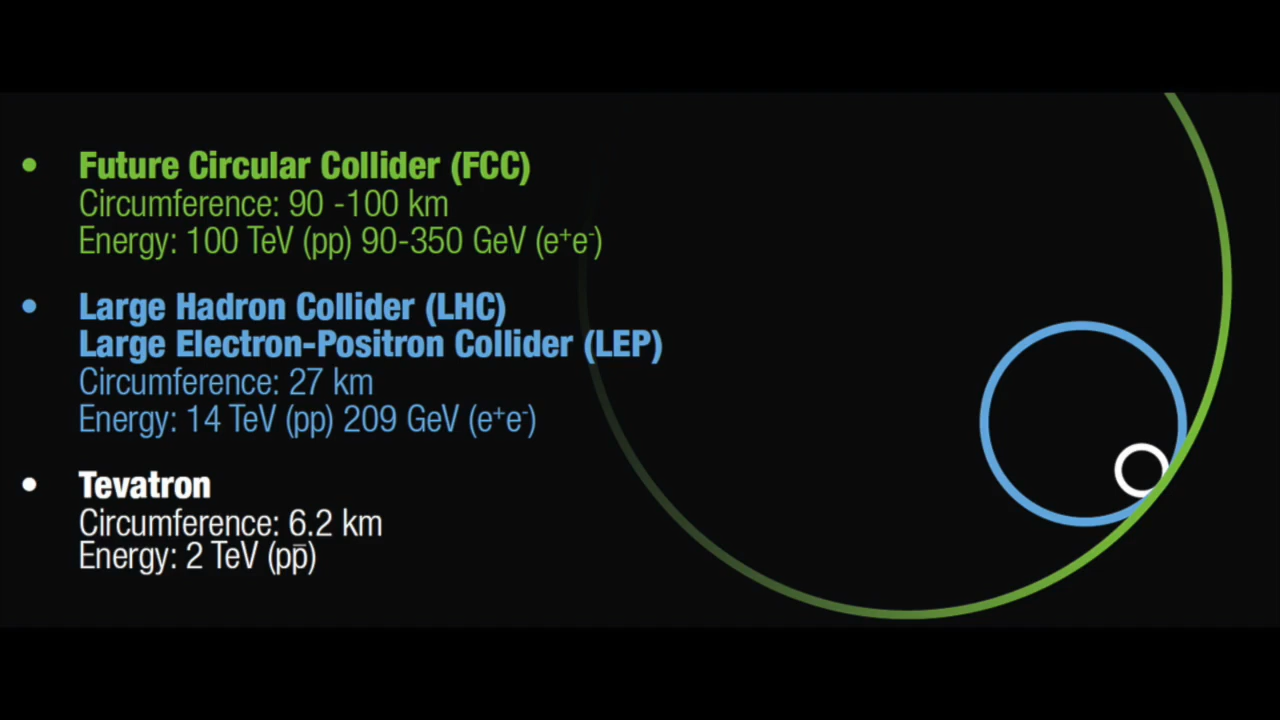 • Future Circular Collider (FCC)
Circumference: 90 -100 km
Energy: 100 TeV (pp) 90-350 GeV (e⁺e⁻)
• Large Hadron Collider (LHC)
Large Electron-Positron Collider (LEP)
Circumference: 27 km
Energy: 14 TeV (pp) 209 GeV (e⁺e⁻)
• Tevatron
Circumference: 6.2 km
Energy: 2 TeV (pp̅)